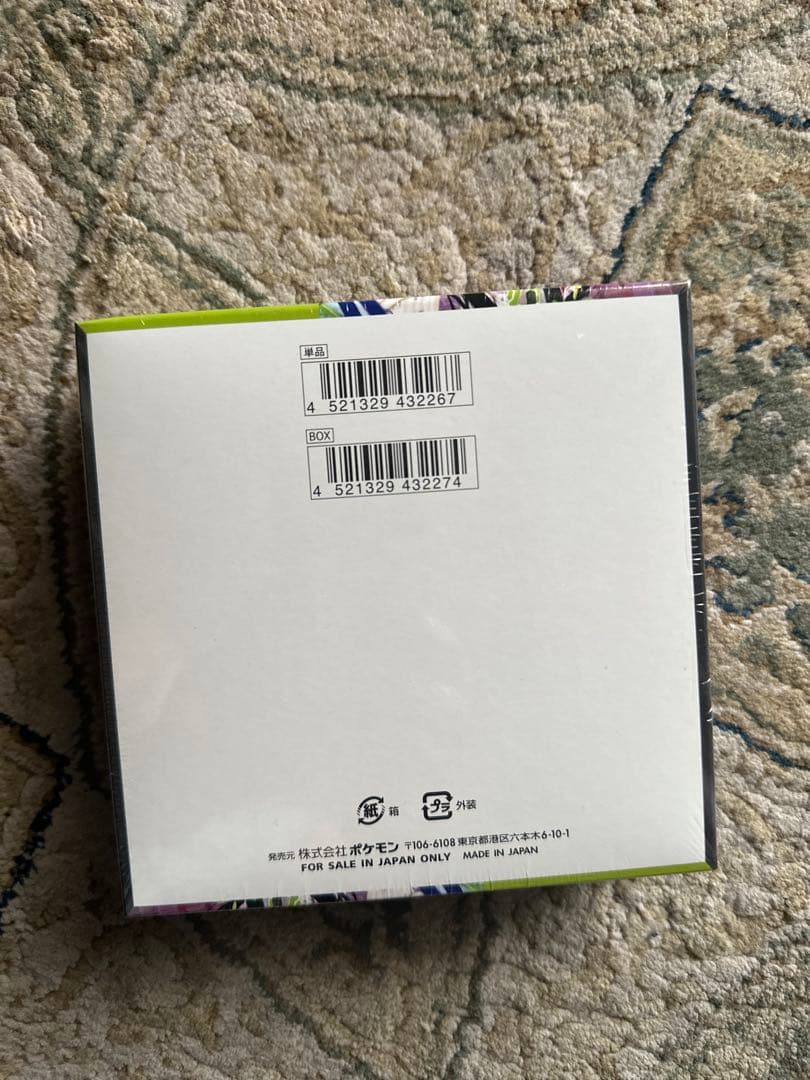 単品
4 521329 432267
BOX
4 521329 432274
紙 箱 プラ 外装
発売元 株式会社 ポケモン 〒106-6108 東京都港区六本木6-10-1
FOR SALE IN JAPAN ONLY MADE IN JAPAN